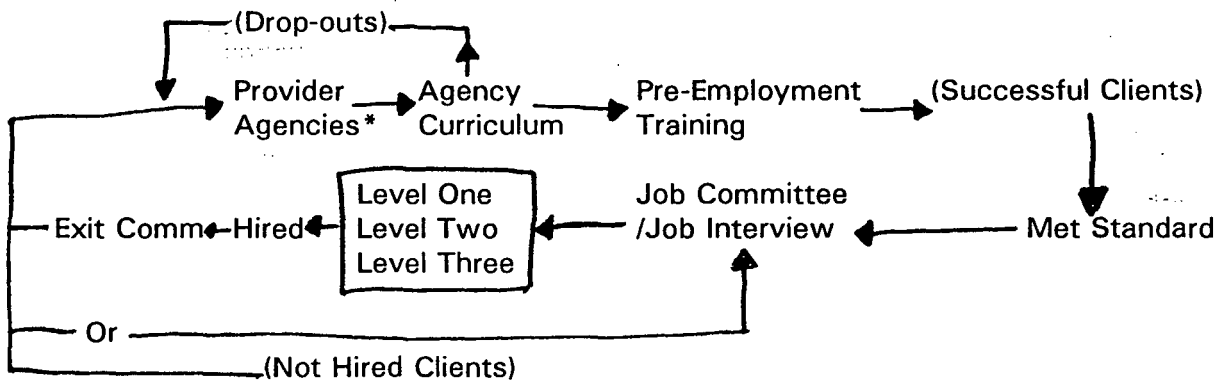 (Drop-outs)
Provider Agency Pre-Employment (Successful Clients)
Agencies* Curriculum Training
Level One Job Committee
Exit Comm Hired Level Two /Job Interview Met Standard
Level Three
Or
(Not Hired Clients)